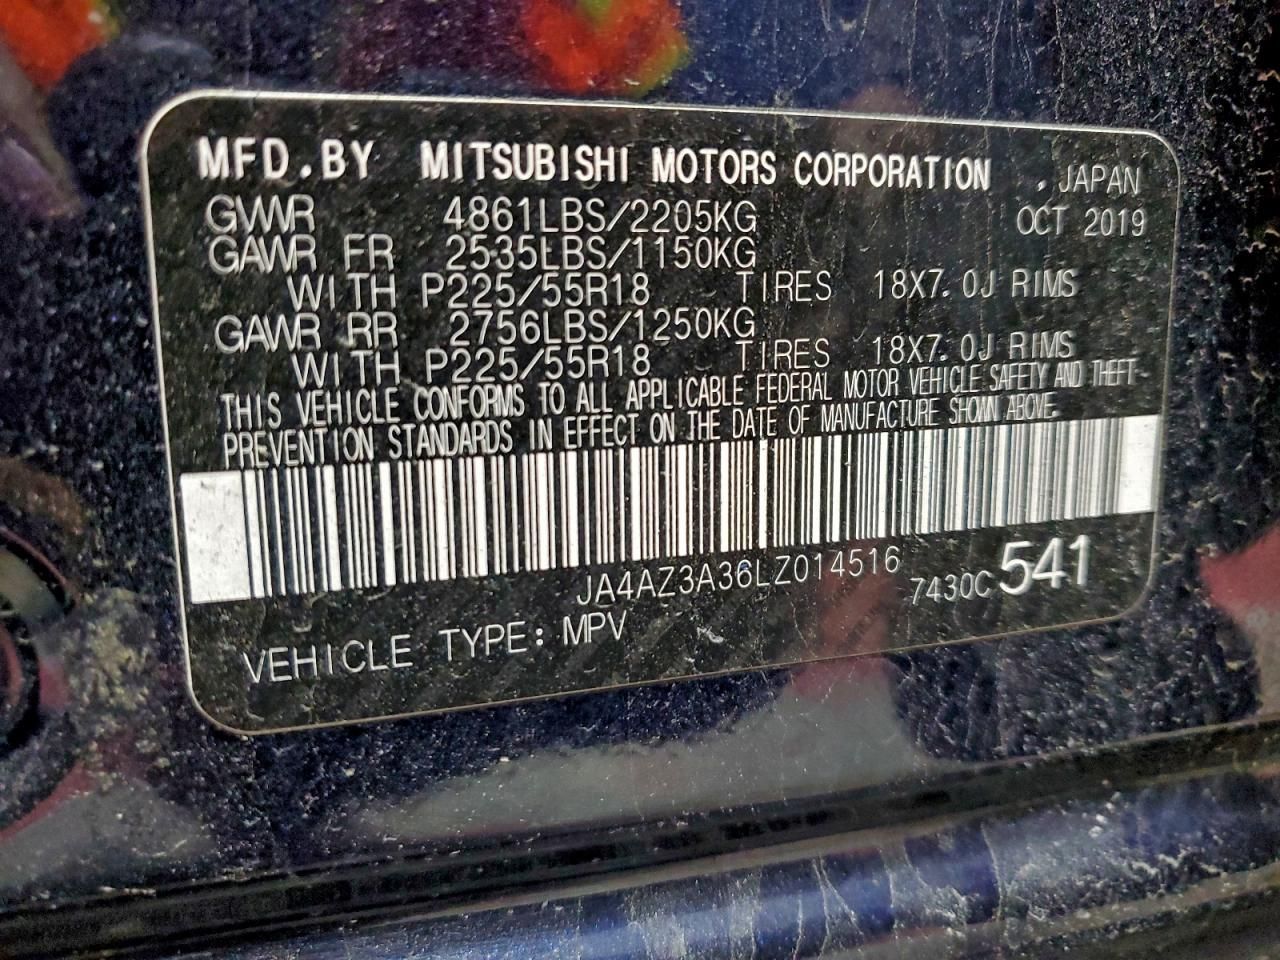 MFD.BY MITSUBISHI MOTORS CORPORATION , JAPAN
GVWR 4861LBS/2205KG OCT 2019
GAWR FR 2535LBS/1150KG
WITH P225/55R18 TIRES 18X7.0J RIMS
GAWR RR 2756LBS/1250KG
WITH P225/55R18 TIRES 18X7.0J RIMS
THIS VEHICLE CONFORMS TO ALL APPLICABLE FEDERAL MOTOR VEHICLE SAFETY AND THEFT
PREVENTION STANDARDS IN EFFECT ON THE DATE OF MANUFACTURE SHOWN ABOVE.
JA4AZ3A36LZ014516 7430C 541
VEHICLE TYPE: MPV